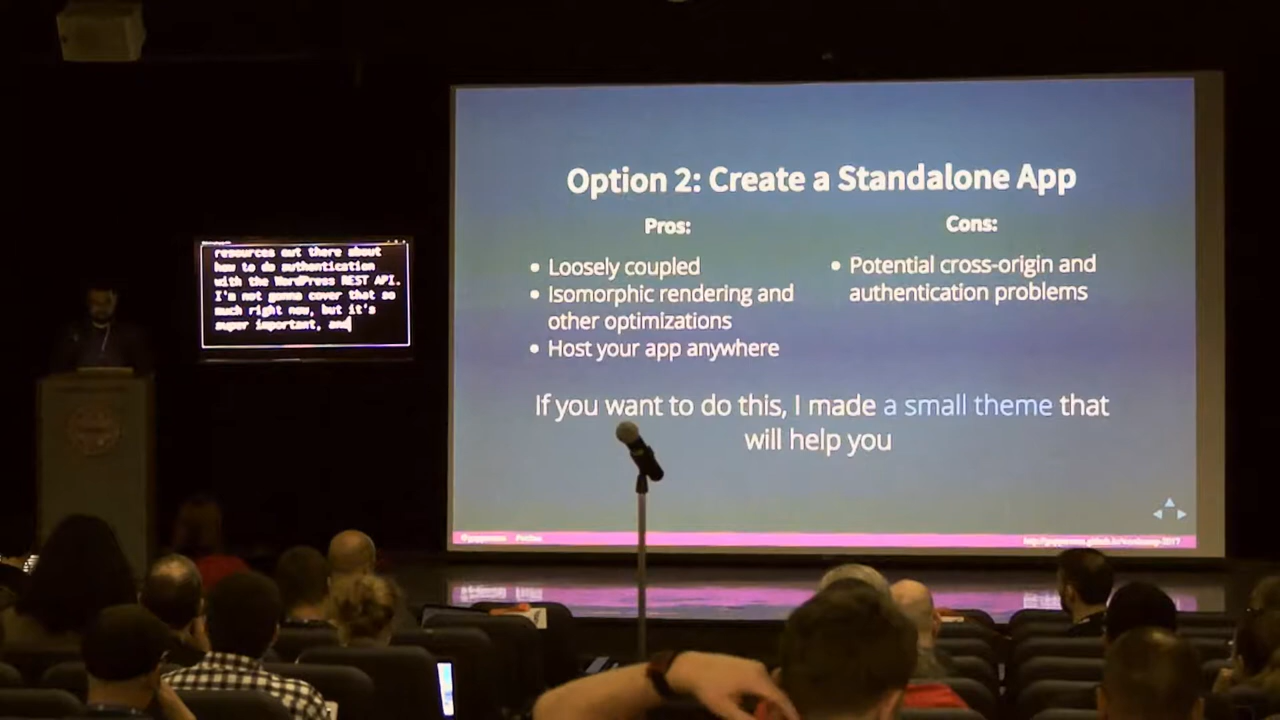 resources out there about
how to do authentication
with the WordPress REST API.
I'm not gonna cover that so
much right now, but it's
super important, and
Option 2: Create a Standalone App
Pros:
Loosely coupled
Isomorphic rendering and
other optimizations
Host your app anywhere
Cons:
Potential cross-origin and
authentication problems
If you want to do this, I made a small theme that
will help you